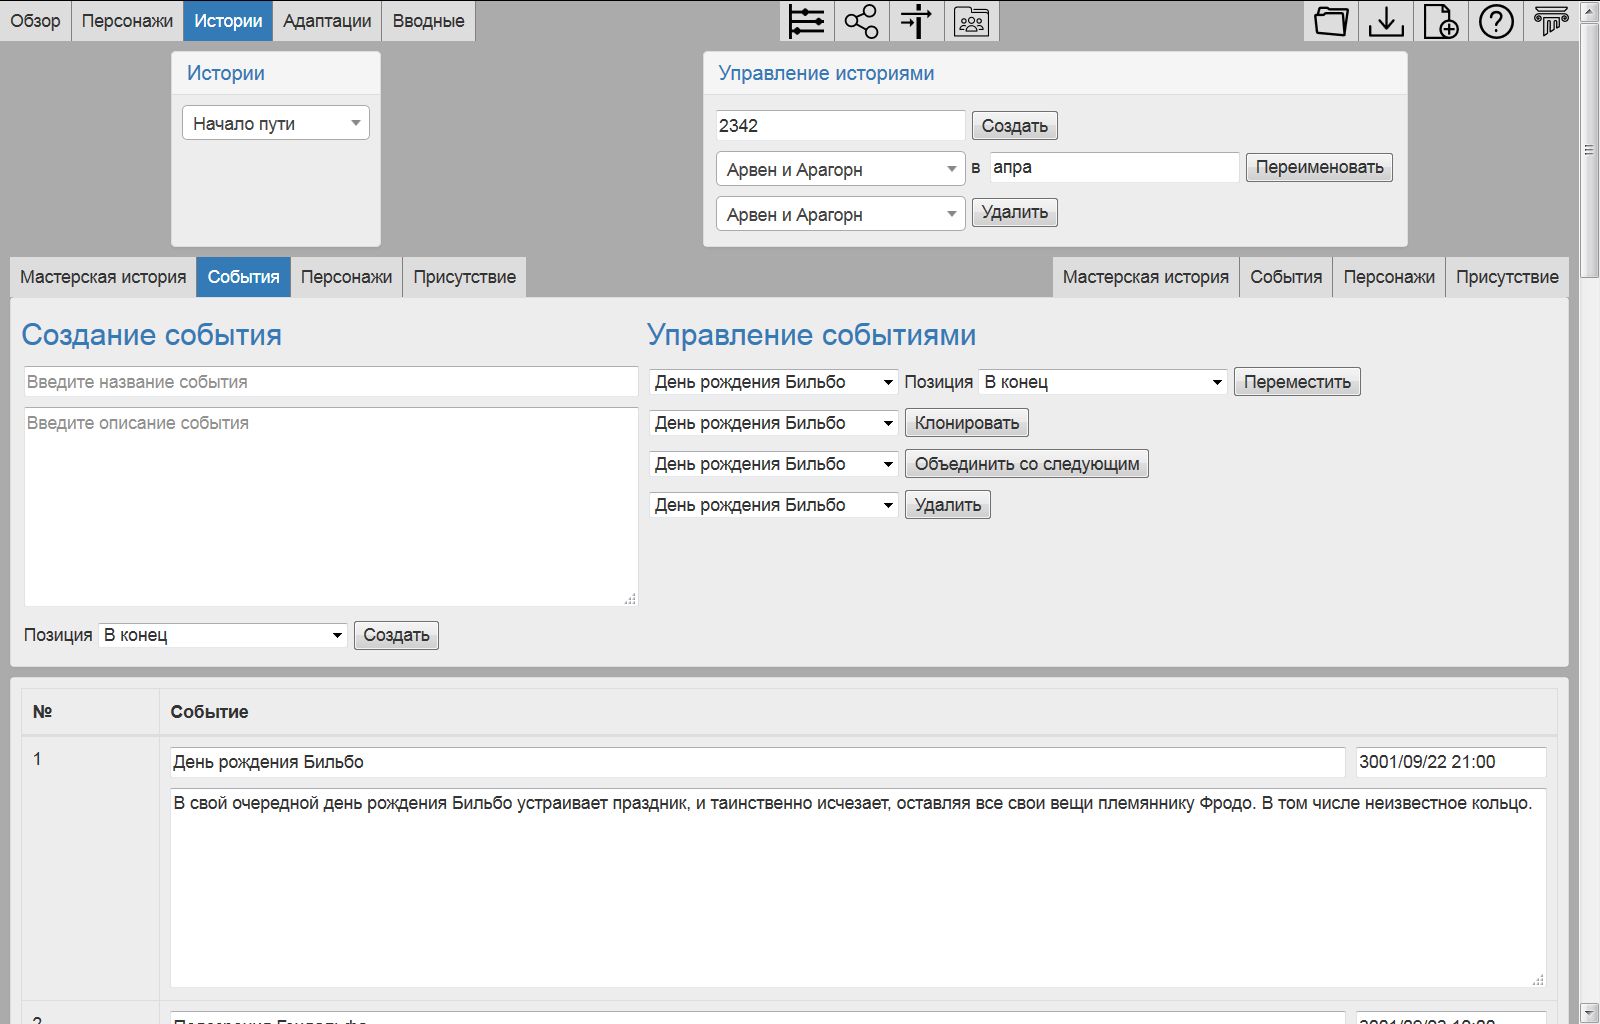 Обзор Персонажи Истории Адаптации Вводные
Истории
Начало пути
Управление историями
2342 Создать
Арвен и Арагорн в апра Переименовать
Арвен и Арагорн Удалить
Мастерская история События Персонажи Присутствие Мастерская история События Персонажи Присутствие
Создание события
Введите название события
Введите описание события
Позиция В конец Создать
Управление событиями
День рождения Бильбо Позиция В конец Переместить
День рождения Бильбо Клонировать
День рождения Бильбо Объединить со следующим
День рождения Бильбо Удалить
№ Событие
1 День рождения Бильбо 3001/09/22 21:00
В свой очередной день рождения Бильбо устраивает праздник, и таинственно исчезает, оставляя все свои вещи племяннику Фродо. В том числе неизвестное кольцо.
2